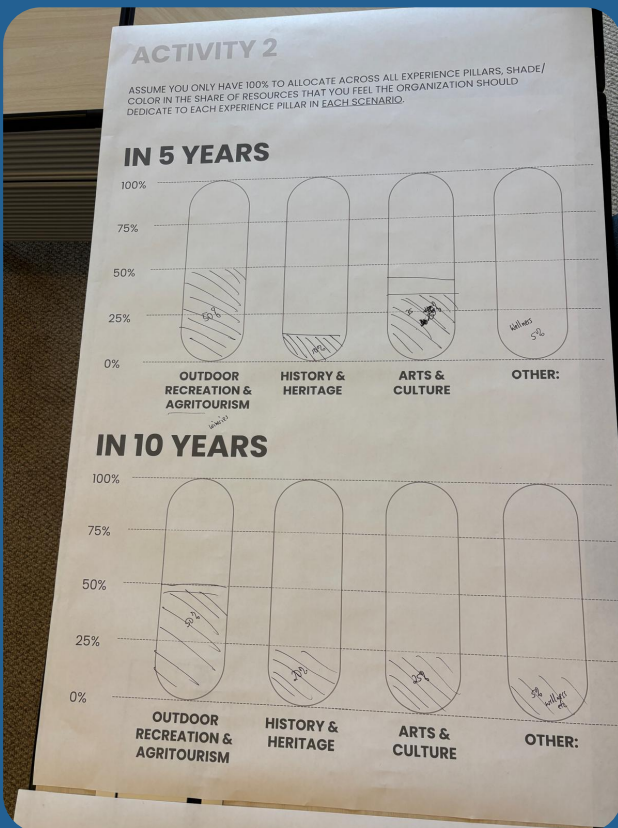 ACTIVITY 2
ASSUME YOU ONLY HAVE 100% TO ALLOCATE ACROSS ALL EXPERIENCE PILLARS, SHADE/
COLOR IN THE SHARE OF RESOURCES THAT YOU FEEL THE ORGANIZATION SHOULD
DEDICATE TO EACH EXPERIENCE PILLAR IN EACH SCENARIO.
IN 5 YEARS
100%
75%
50%
25%
0%
50%
10%
Wellness
5%
OUTDOOR
RECREATION &
AGRITOURISM
HISTORY &
HERITAGE
ARTS &
CULTURE
OTHER:
IN 10 YEARS
100%
75%
50%
25%
0%
50%
20%
25%
5%
wellness
OUTDOOR
RECREATION &
AGRITOURISM
HISTORY &
HERITAGE
ARTS &
CULTURE
OTHER: